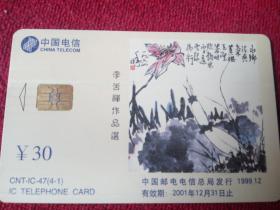 中国电信
CHINA TELECOM
李苦禅作品选
¥30
CNT-IC-47(4-1)
IC TELEPHONE CARD
中国邮电电信总局发行 1999.12
有效期：2001年12月31日止